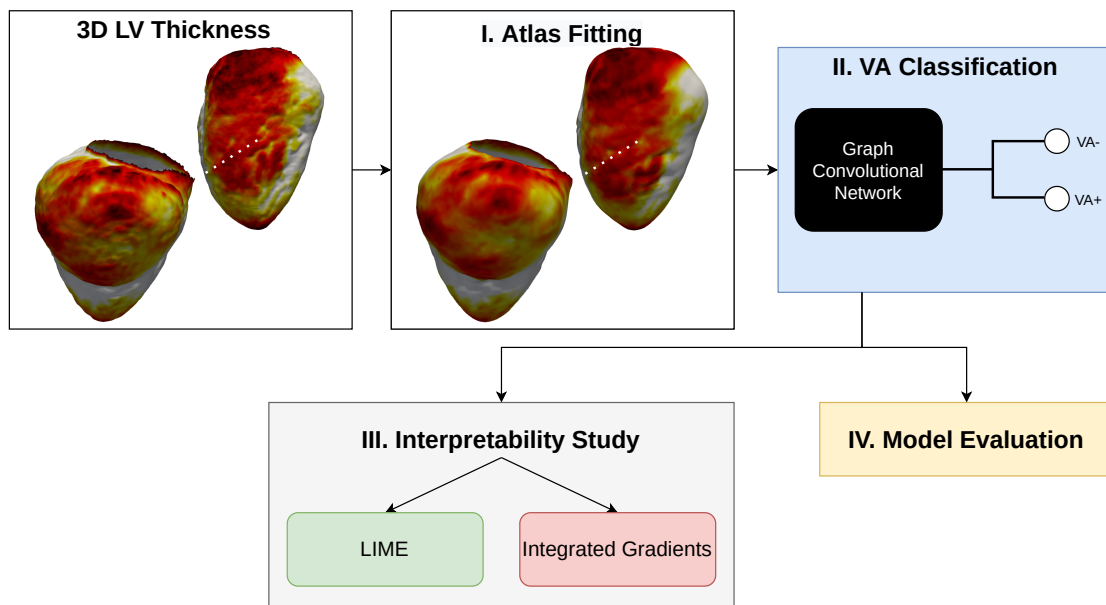 3D LV Thickness
I. Atlas Fitting
II. VA Classification
Graph
Convolutional
Network
VA-
VA+
III. Interpretability Study
LIME
Integrated Gradients
IV. Model Evaluation